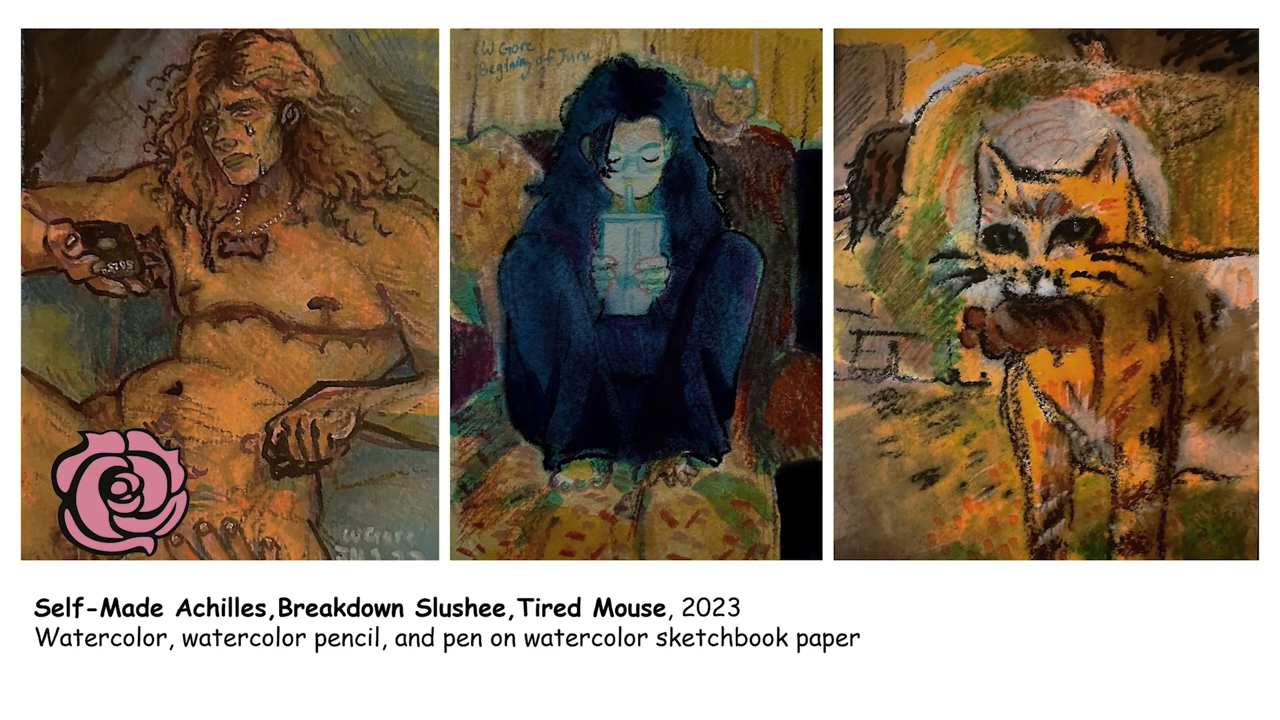 W Gore
Begining of June
W Gore
Self-Made Achilles,Breakdown Slushee,Tired Mouse, 2023
Watercolor, watercolor pencil, and pen on watercolor sketchbook paper